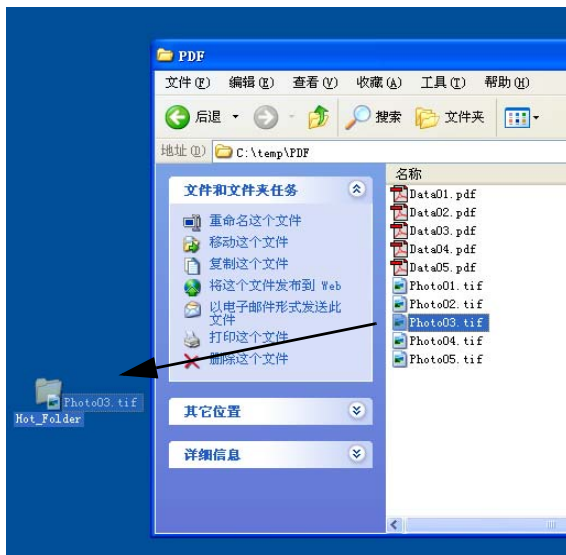 PDF
文件(F) 编辑(E) 查看(V) 收藏(A) 工具(T) 帮助(H)
后退 搜索 文件夹
地址(D) C:\temp\PDF
文件和文件夹任务
重命名这个文件
移动这个文件
复制这个文件
将这个文件发布到 Web
以电子邮件形式发送此
文件
打印这个文件
删除这个文件
其它位置
详细信息
名称
Data01.pdf
Data02.pdf
Data03.pdf
Data04.pdf
Data05.pdf
Photo01.tif
Photo02.tif
Photo03.tif
Photo04.tif
Photo05.tif
Photo03.tif
Hot_Folder